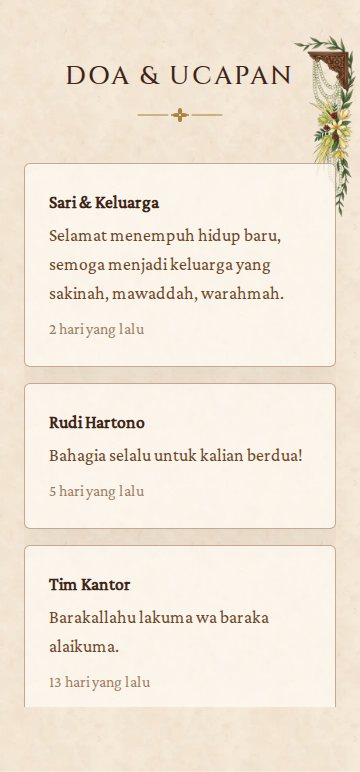 DOA & UCAPAN
Sari & Keluarga
Selamat menempuh hidup baru,
semoga menjadi keluarga yang
sakinah, mawaddah, warahmah.
2 hari yang lalu
Rudi Hartono
Bahagia selalu untuk kalian berdua!
5 hari yang lalu
Tim Kantor
Barakallahu lakuma wa baraka
alaikuma.
13 hari yang lalu